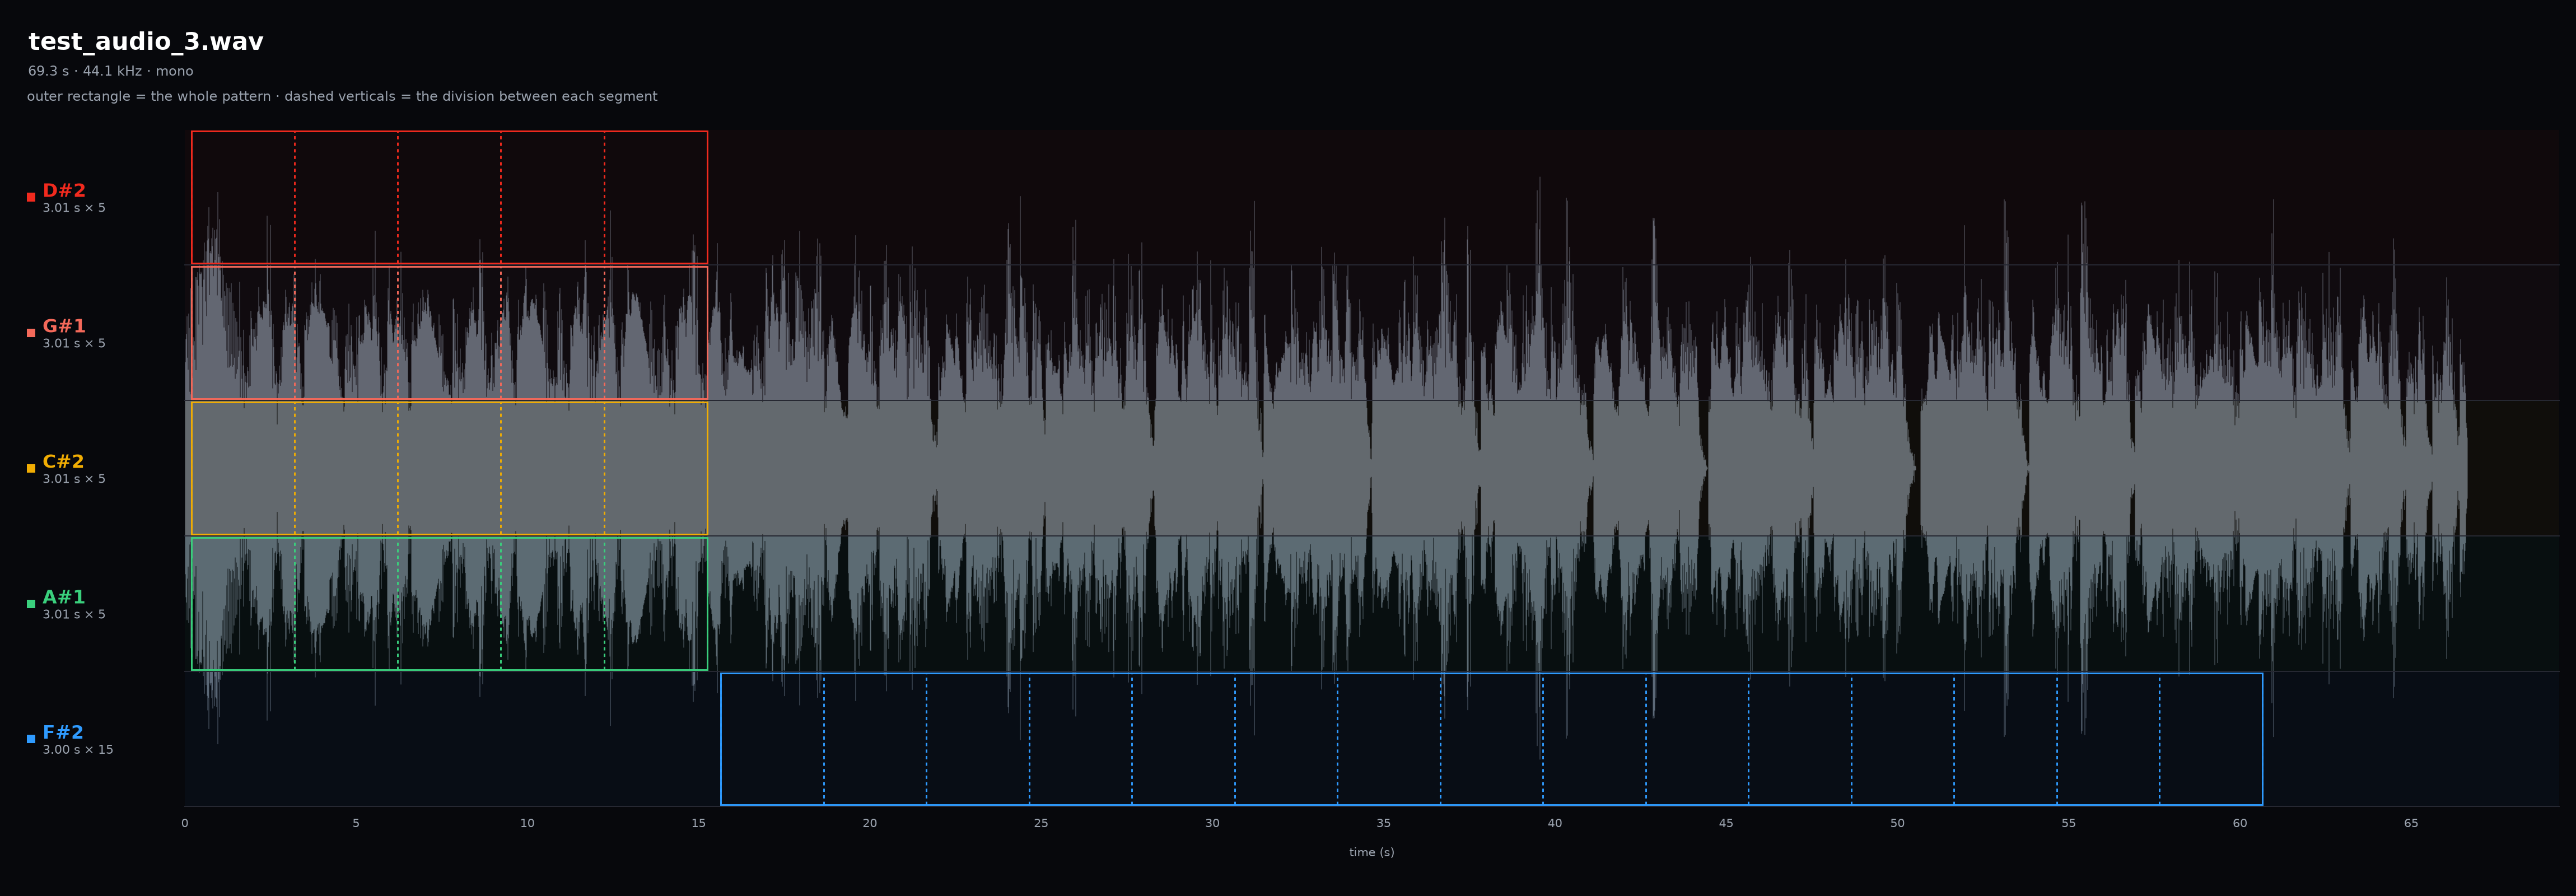 test_audio_3.wav
69.3 s · 44.1 kHz · mono
outer rectangle = the whole pattern · dashed verticals = the division between each segment
D#2
3.01 s × 5
G#1
3.01 s × 5
C#2
3.01 s × 5
A#1
3.01 s × 5
F#2
3.00 s × 15
0 5 10 15 20 25 30 35 40 45 50 55 60 65
time (s)